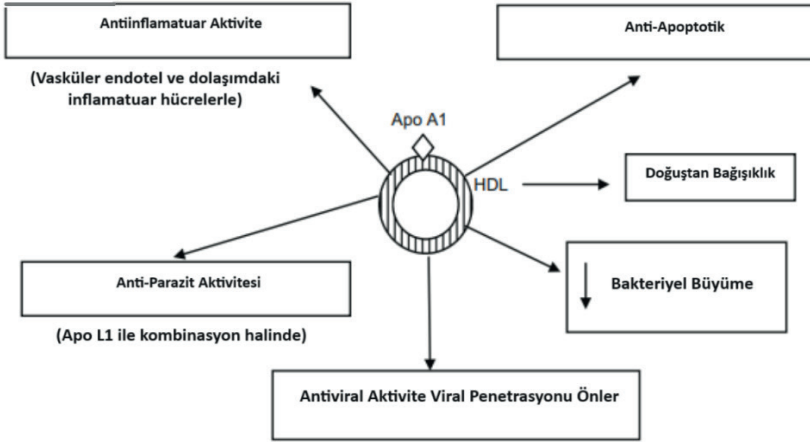 Antiinflamatuar Aktivite
(Vasküler endotel ve dolaşımdaki
inflamatuar hücrelerle)
Anti-Apoptotik
Apo A1
HDL
Doğuştan Bağışıklık
Anti-Parazit Aktivitesi
(Apo L1 ile kombinasyon halinde)
Bakteriyel Büyüme
Antiviral Aktivite Viral Penetrasyonu Önler